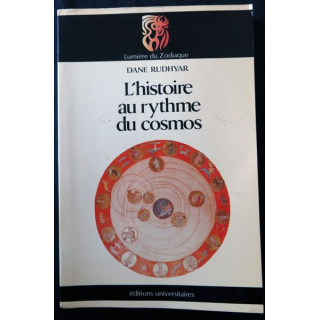 Lumière du Zodiaque
DANE RUDHYAR
L'histoire
au rythme
du cosmos
éditions universitaires